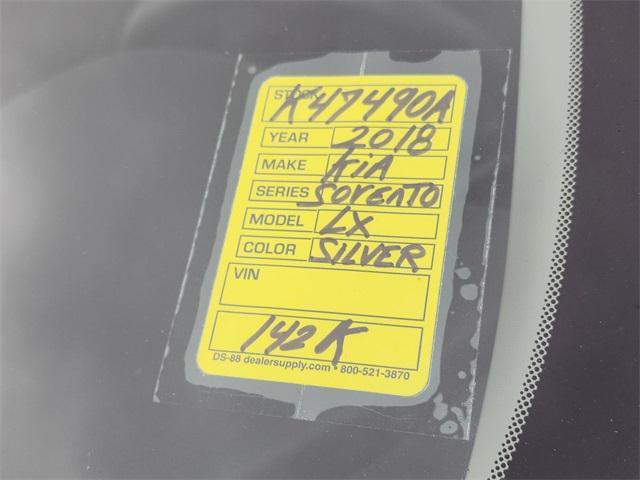 STOCK K47490A
YEAR 2018
MAKE KiA
SERIES SORENTO
MODEL LX
COLOR SILVER
VIN
142K
DS-88 dealersupply.com • 800-521-3870